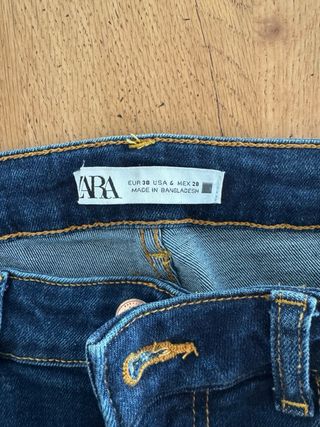 ZARA
EUR 38 USA 6 MEX 28
MADE IN BANGLADESH